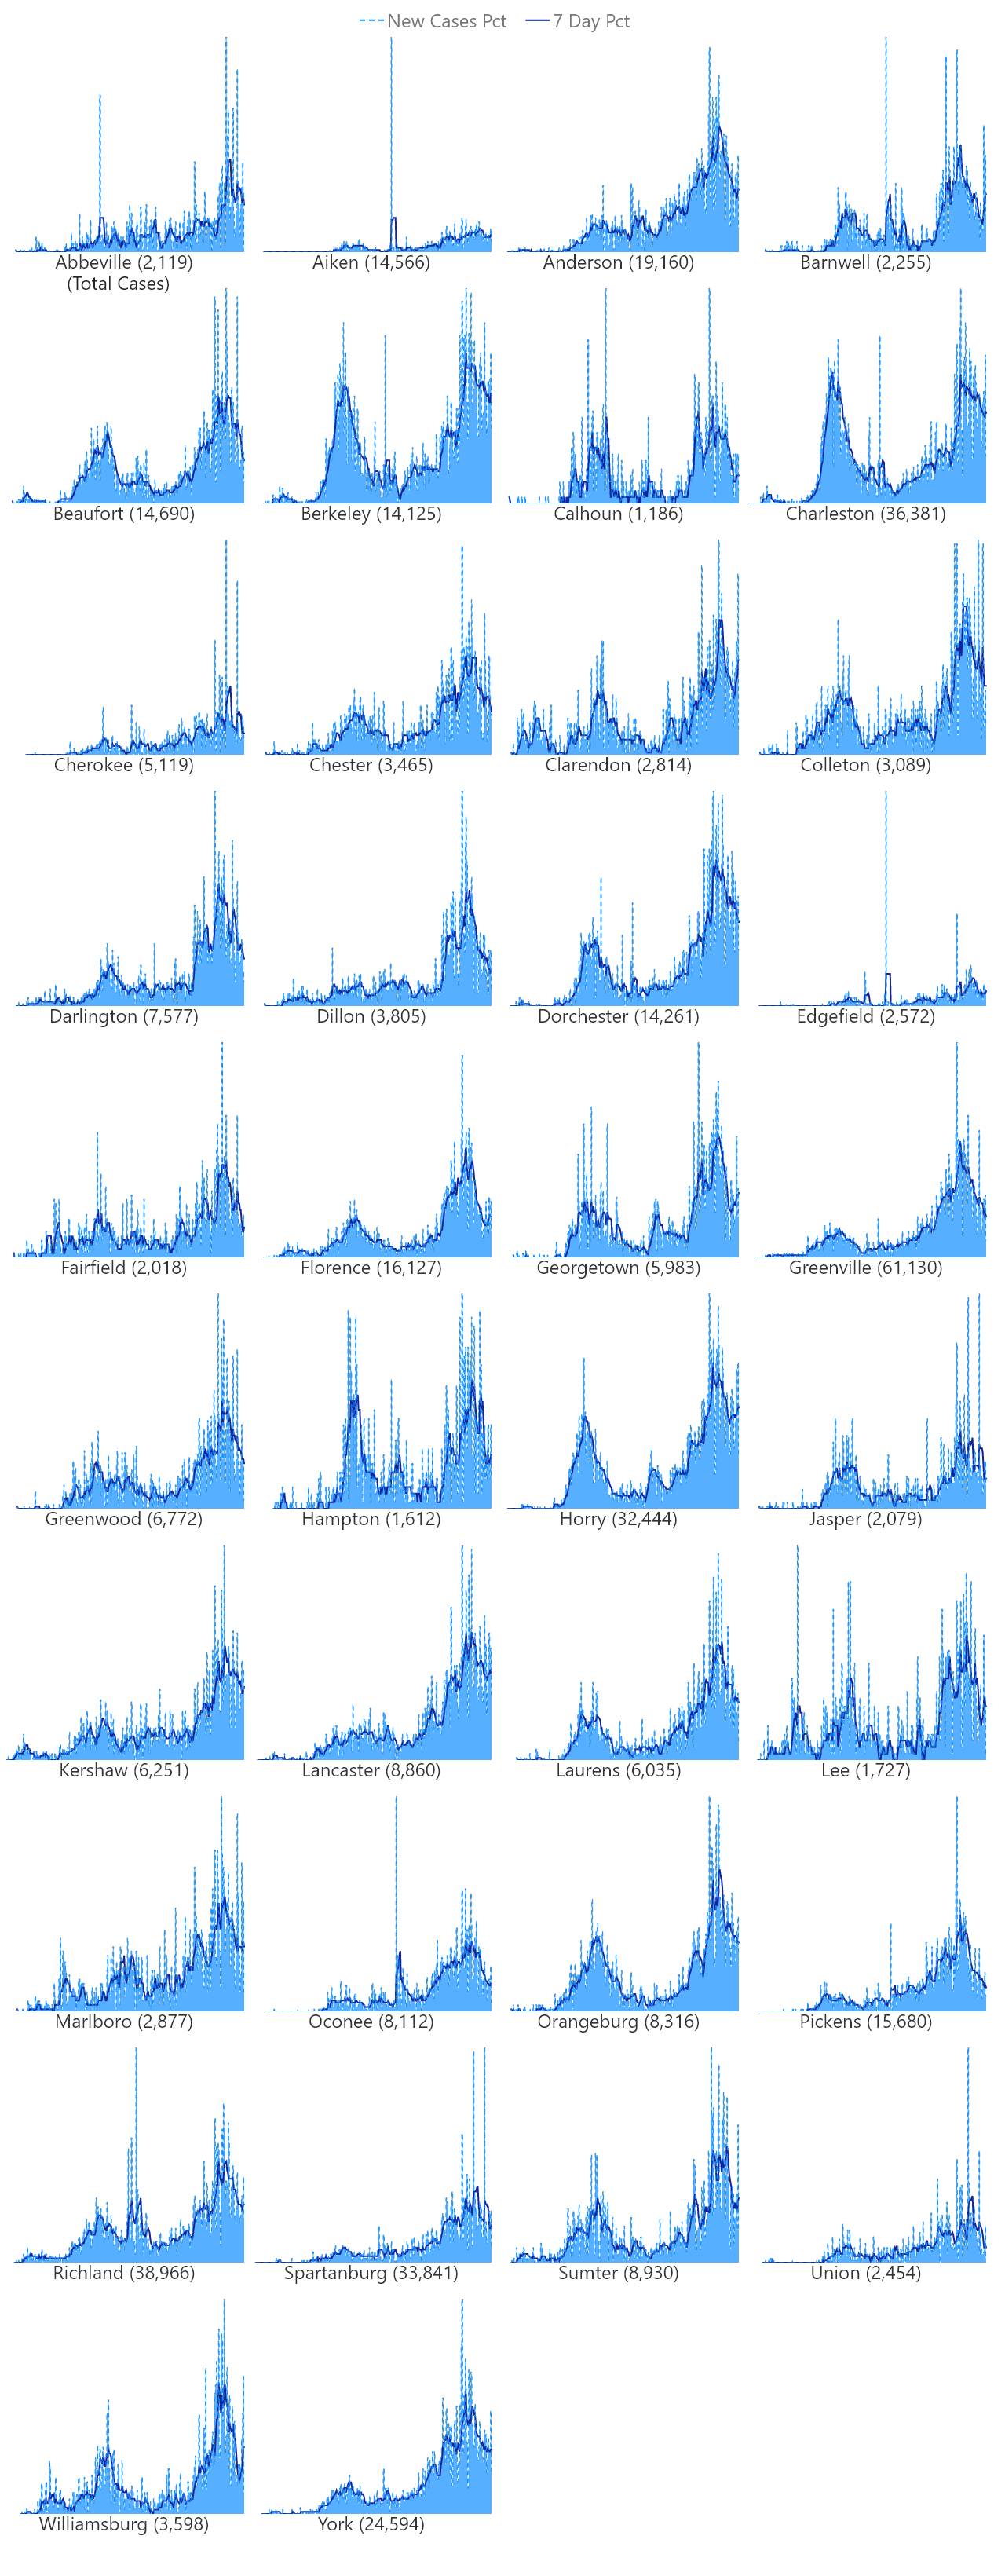 New Cases Pct 7 Day Pct
Abbeville (2,119) Aiken (14,566) Anderson (19,160) Barnwell (2,255)
(Total Cases)
Beaufort (14,690) Berkeley (14,125) Calhoun (1,186) Charleston (36,381)
Cherokee (5,119) Chester (3,465) Clarendon (2,814) Colleton (3,089)
Darlington (7,577) Dillon (3,805) Dorchester (14,261) Edgefield (2,572)
Fairfield (2,018) Florence (16,127) Georgetown (5,983) Greenville (61,130)
Greenwood (6,772) Hampton (1,612) Horry (32,444) Jasper (2,079)
Kershaw (6,251) Lancaster (8,860) Laurens (6,035) Lee (1,727)
Marlboro (2,877) Oconee (8,112) Orangeburg (8,316) Pickens (15,680)
Richland (38,966) Spartanburg (33,841) Sumter (8,930) Union (2,454)
Williamsburg (3,598) York (24,594)